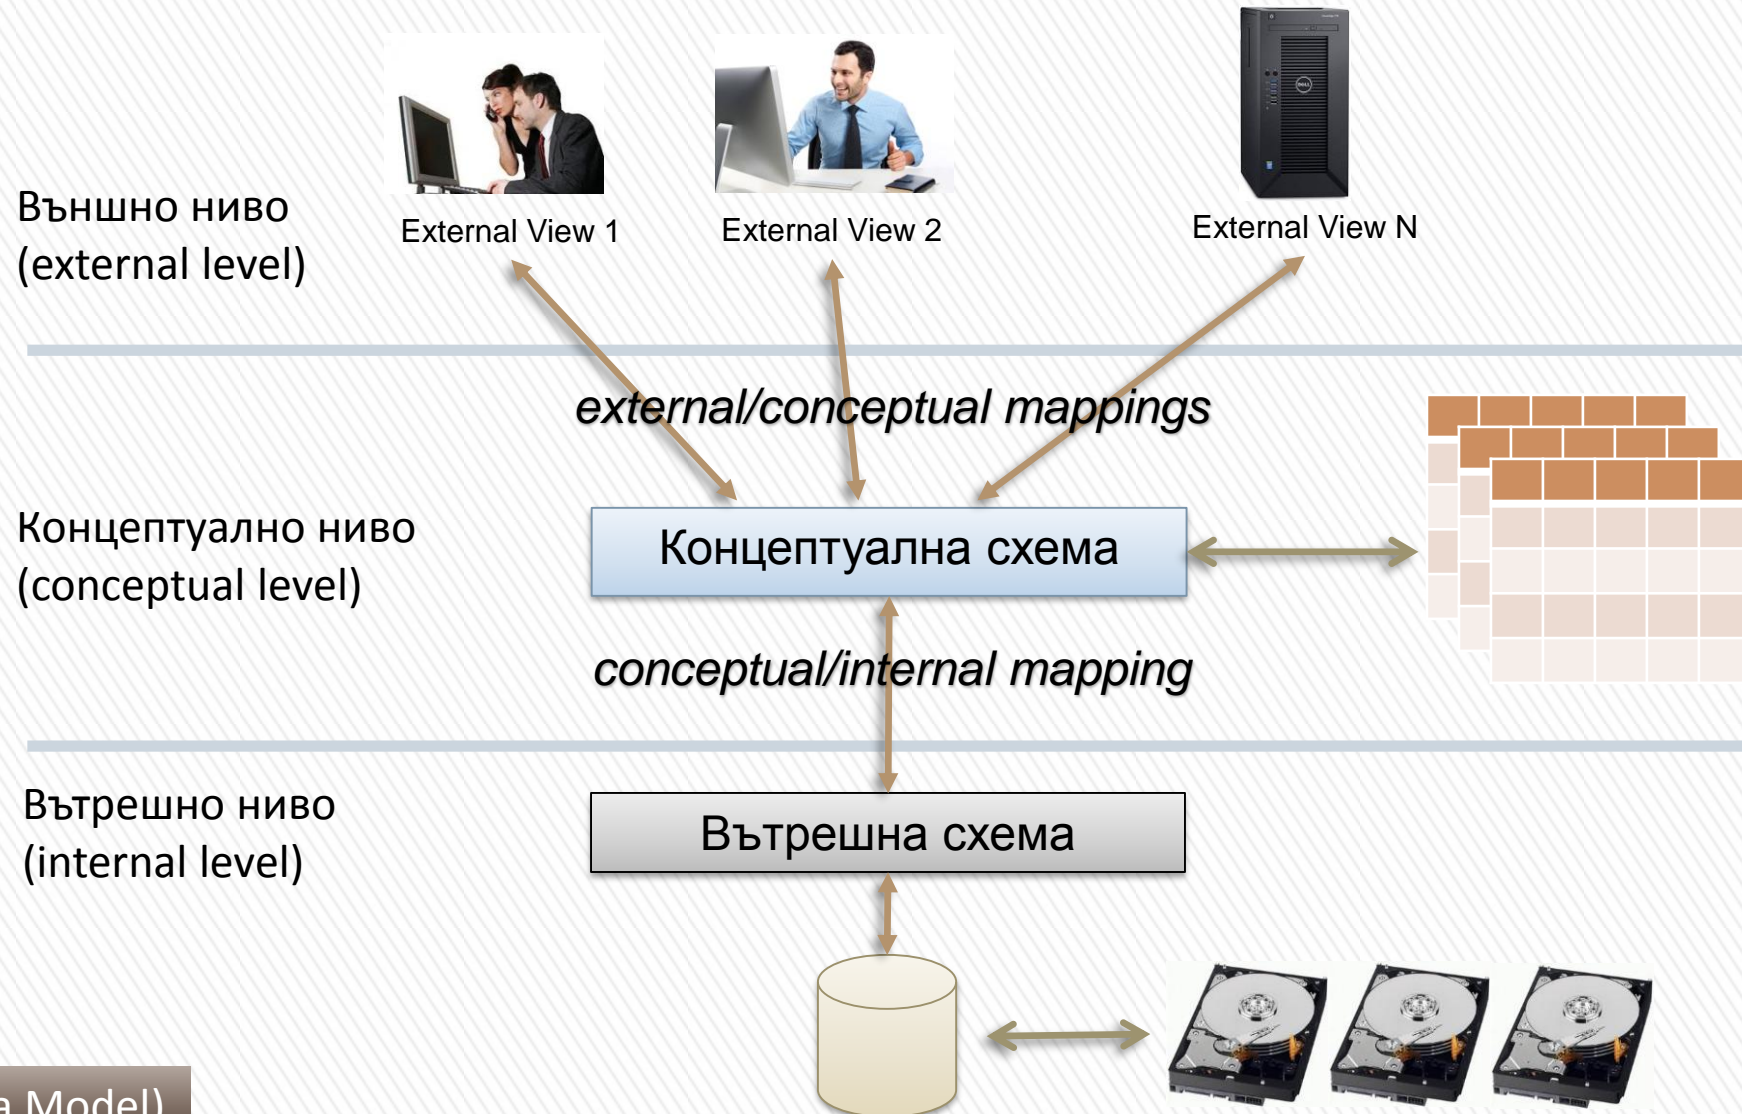 External View 1
External View 2
External View N
Външно ниво
(external level)
external/conceptual mappings
Концептуално ниво
(conceptual level)
Концептуална схема
conceptual/internal mapping
Вътрешно ниво
(internal level)
Вътрешна схема
Model)